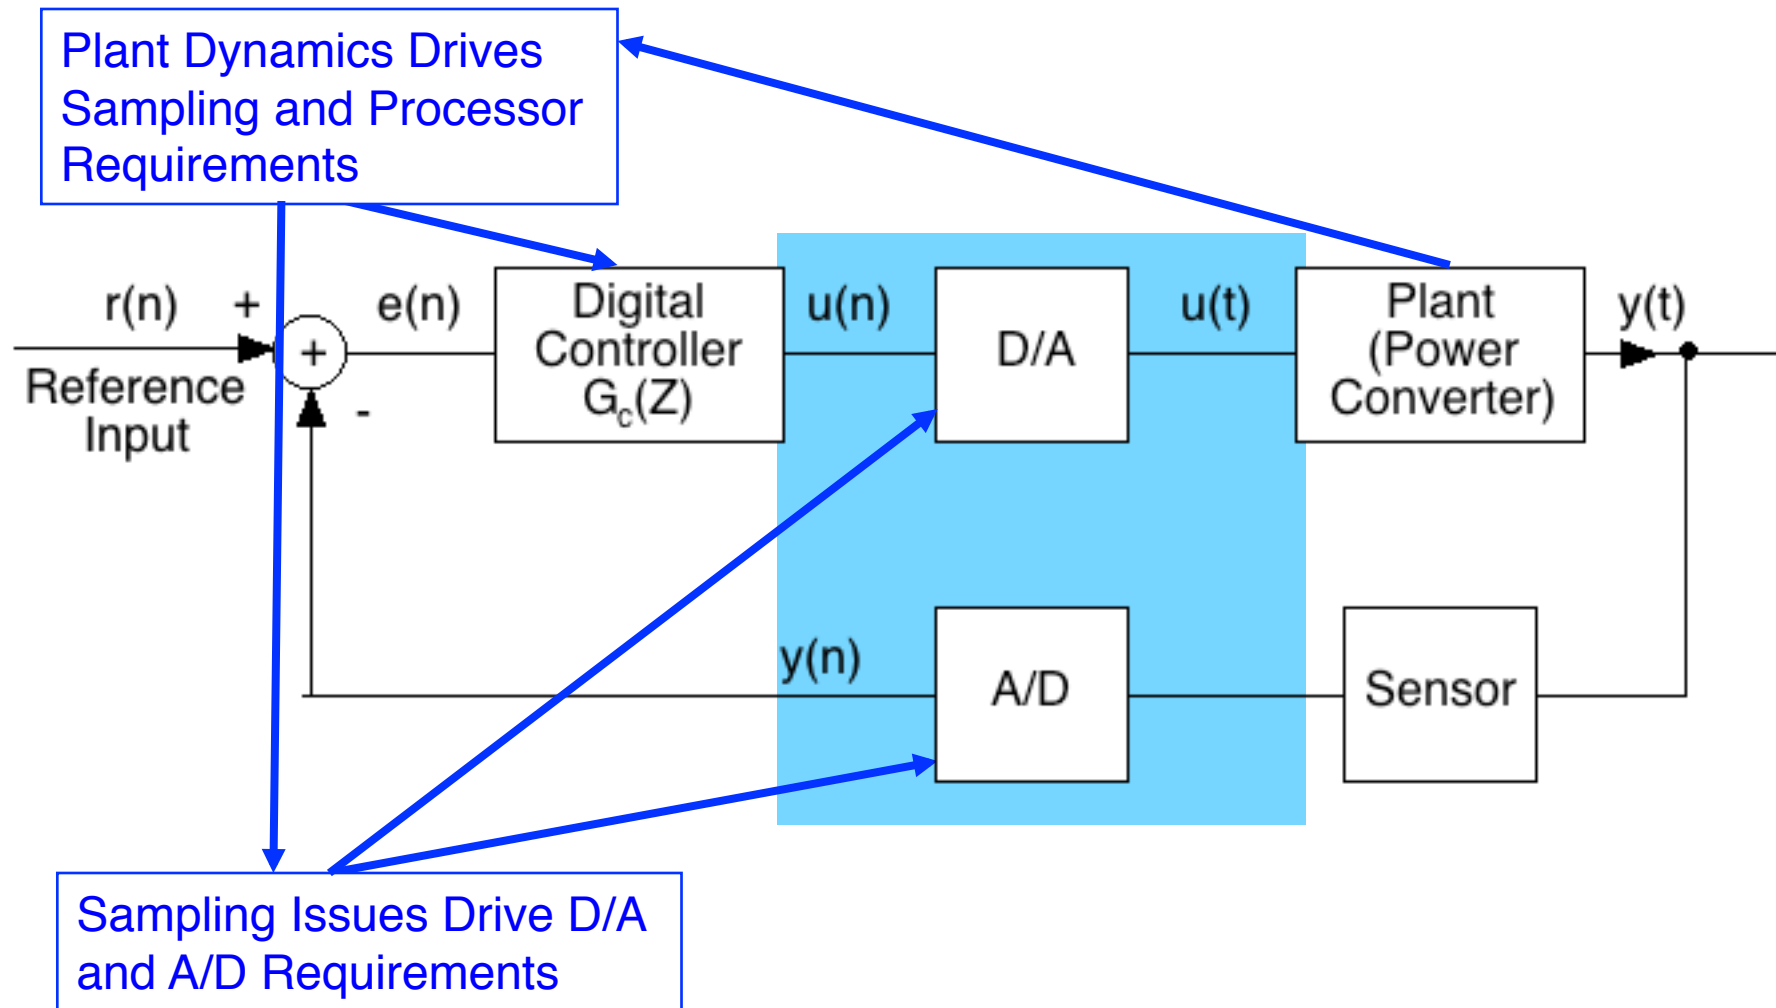 Plant Dynamics Drives
Sampling and Processor
Requirements
r(n)
+
e(n)
Digital
Controller
Gc(Z)
u(n)
D/A
u(t)
Plant
(Power
Converter)
y(t)
+
Reference
Input
-
y(n)
A/D
Sensor
Sampling Issues Drive D/A
and A/D Requirements